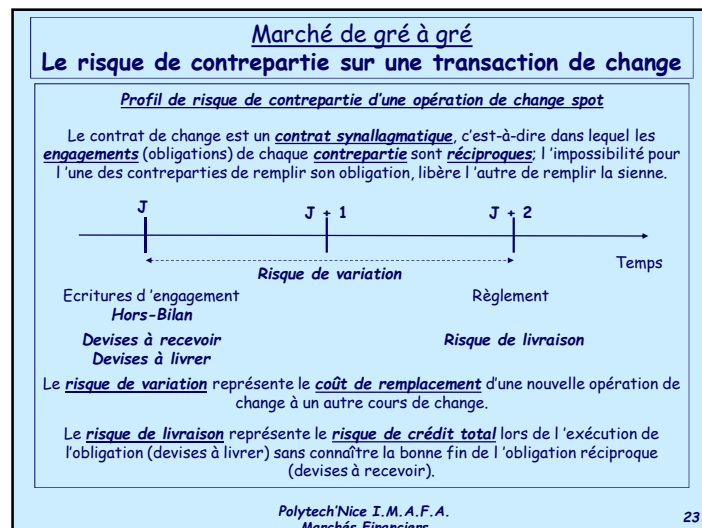 Marché de gré à gré
Le risque de contrepartie sur une transaction de change
Profil de risque de contrepartie d'une opération de change spot
Le contrat de change est un contrat synallagmatique, c'est-à-dire dans lequel les
engagements (obligations) de chaque contrepartie sont réciproques; l 'impossibilité pour
l 'une des contreparties de remplir son obligation, libère l 'autre de remplir la sienne.
J J + 1 J + 2
Temps
Risque de variation
Ecritures d 'engagement Règlement
Hors-Bilan
Devises à recevoir Risque de livraison
Devises à livrer
Le risque de variation représente le coût de remplacement d'une nouvelle opération de
change à un autre cours de change.
Le risque de livraison représente le risque de crédit total lors de l 'exécution de
l'obligation (devises à livrer) sans connaître la bonne fin de l 'obligation réciproque
(devises à recevoir).
Polytech'Nice I.M.A.F.A.
Marchés Financiers
23